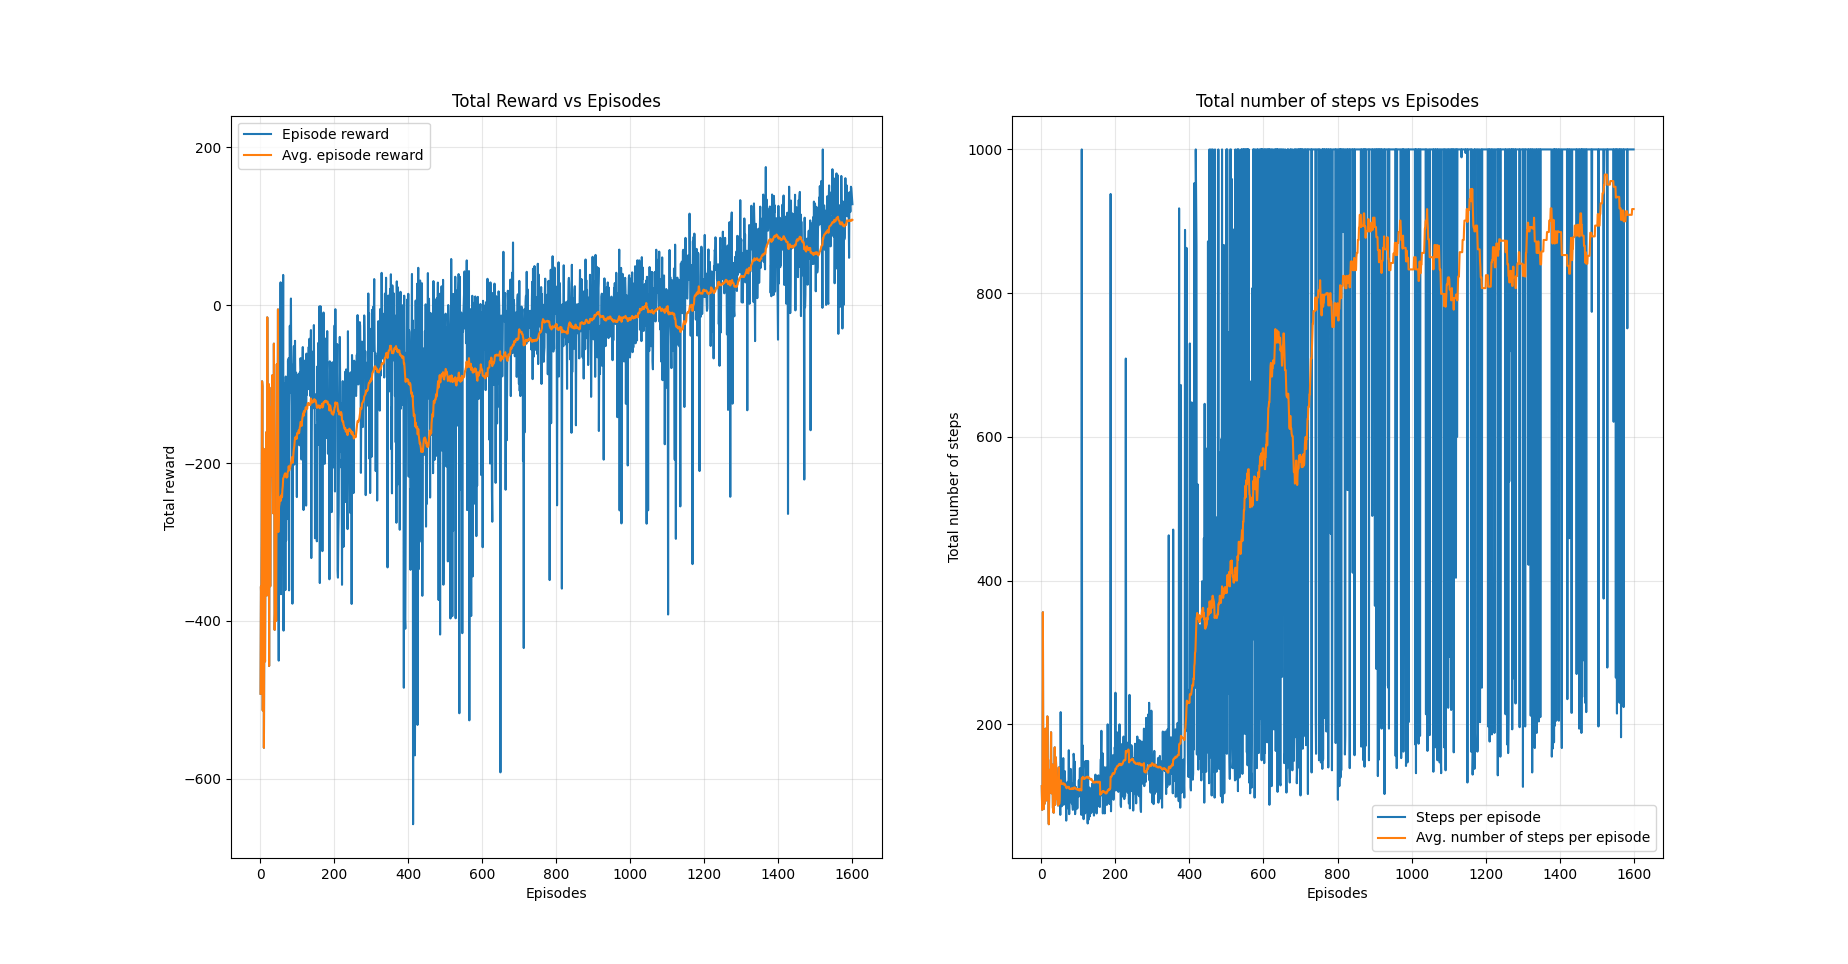 Total Reward vs Episodes
Episode reward
Avg. episode reward
200
0
−200
−400
−600
Total reward
0 200 400 600 800 1000 1200 1400 1600
Episodes
Total number of steps vs Episodes
1000
800
600
400
200
Total number of steps
Steps per episode
Avg. number of steps per episode
0 200 400 600 800 1000 1200 1400 1600
Episodes